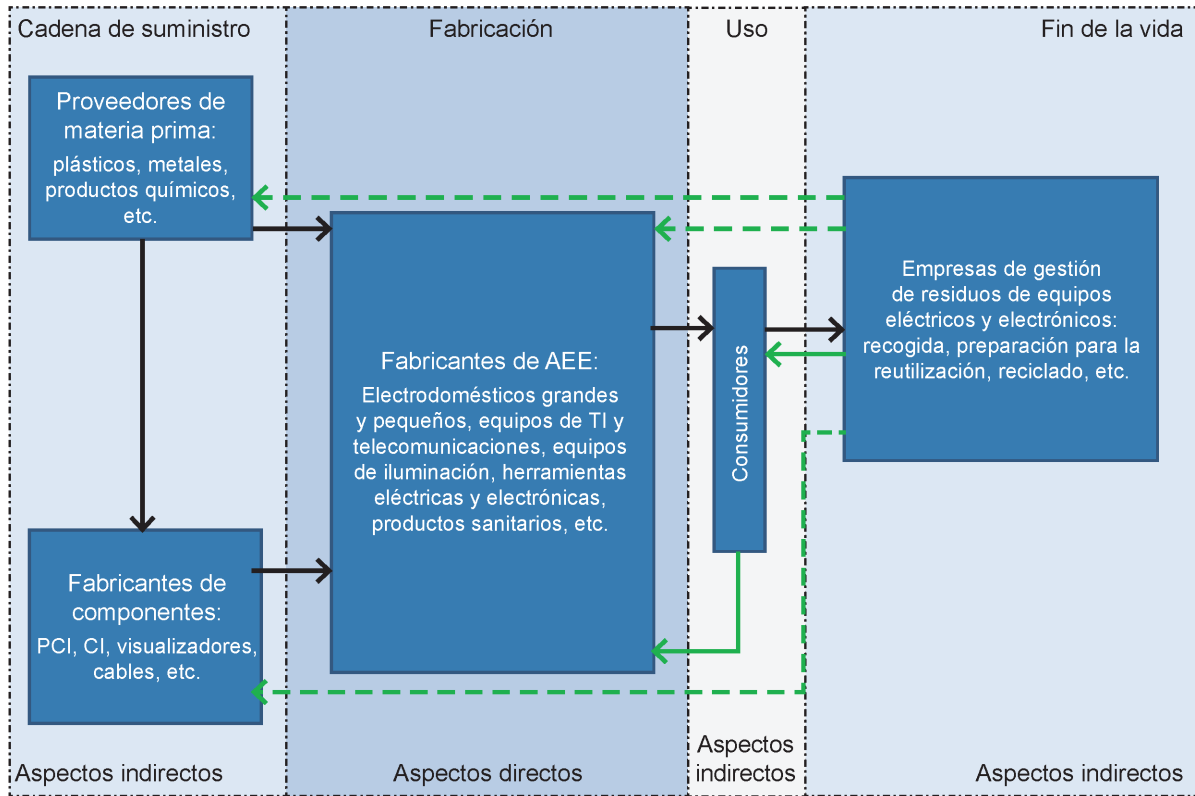 Cadena de suministro
Fabricación
Uso
Fin de la vida
Proveedores de
materia prima:
plásticos, metales,
productos químicos,
etc.
Fabricantes de
componentes:
PCI, CI, visualizadores,
cables, etc.
Fabricantes de AEE:
Electrodomésticos grandes
y pequeños, equipos de TI y
telecomunicaciones, equipos
de iluminación, herramientas
eléctricas y electrónicas,
productos sanitarios, etc.
Consumidores
Empresas de gestión
de residuos de equipos
eléctricos y electrónicos:
recogida, preparación para la
reutilización, reciclado, etc.
Aspectos indirectos
Aspectos directos
Aspectos
indirectos
Aspectos indirectos